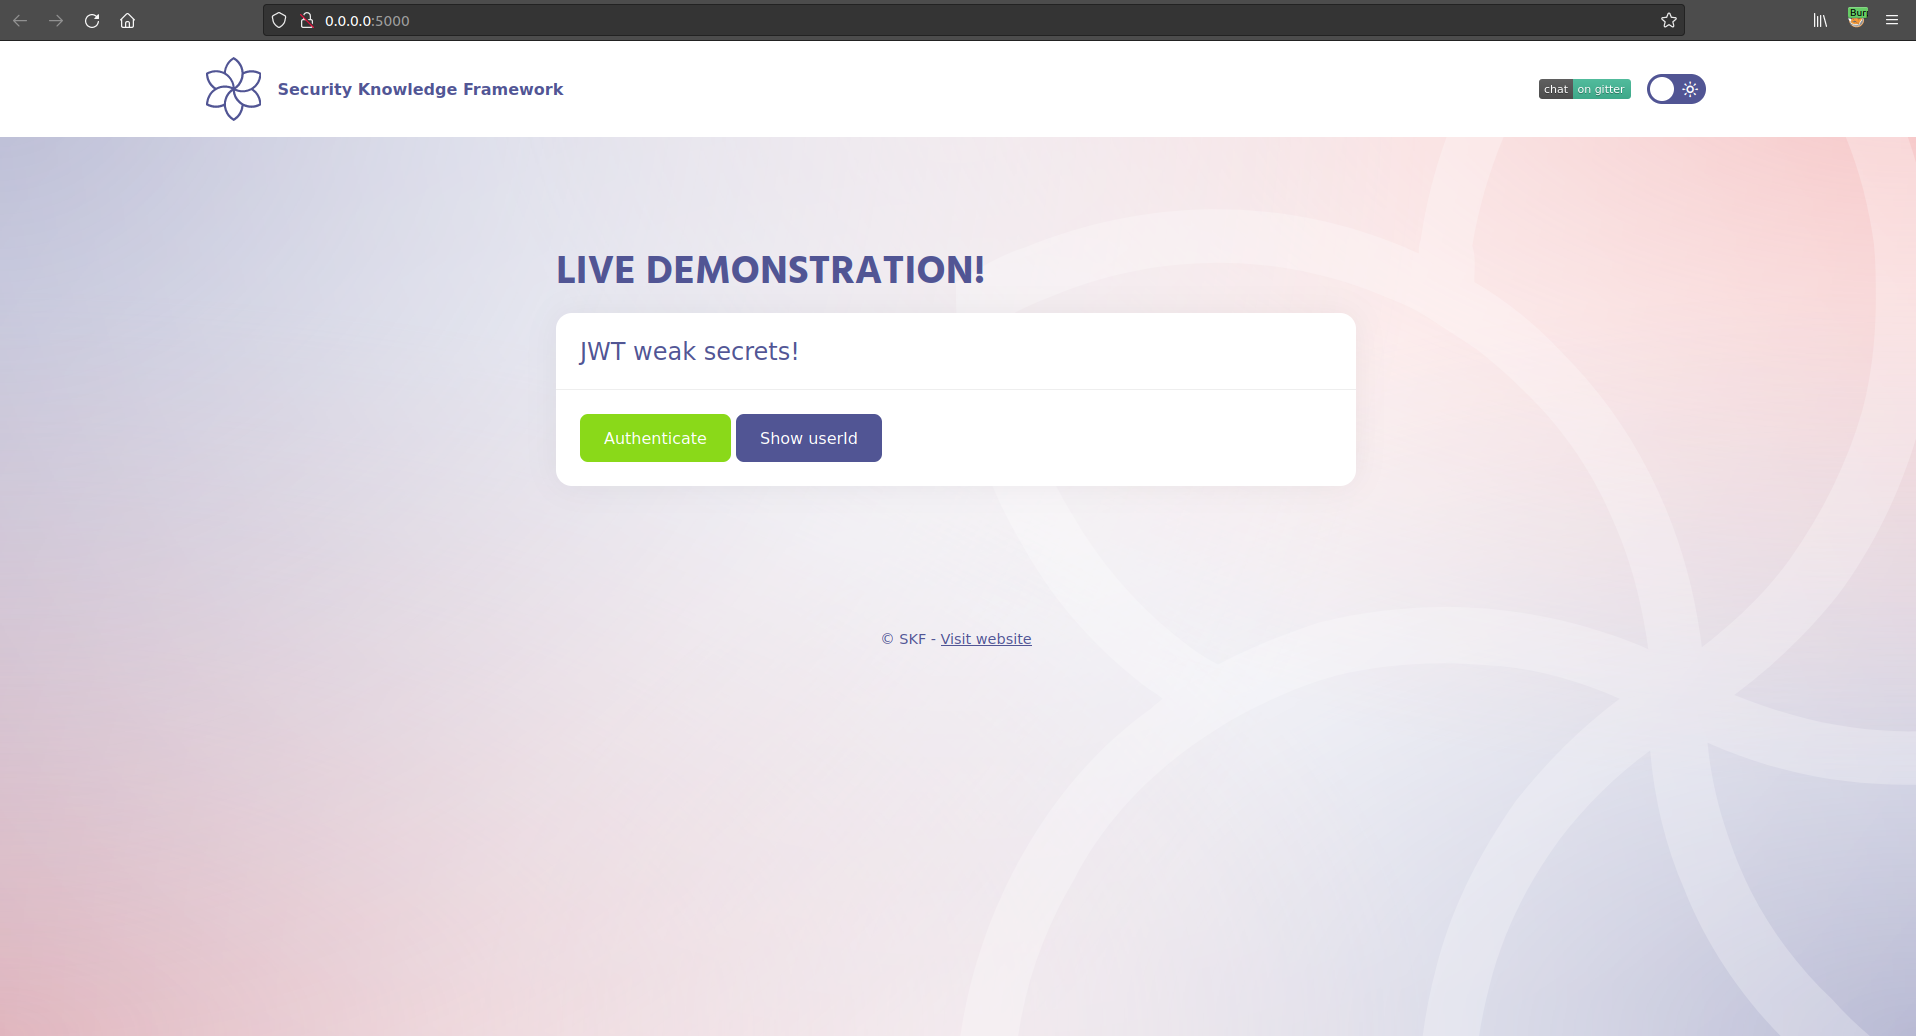 0.0.0.0:5000
Bur
Security Knowledge Framework
chat on gitter
LIVE DEMONSTRATION!
JWT weak secrets!
Authenticate Show userId
© SKF - Visit website